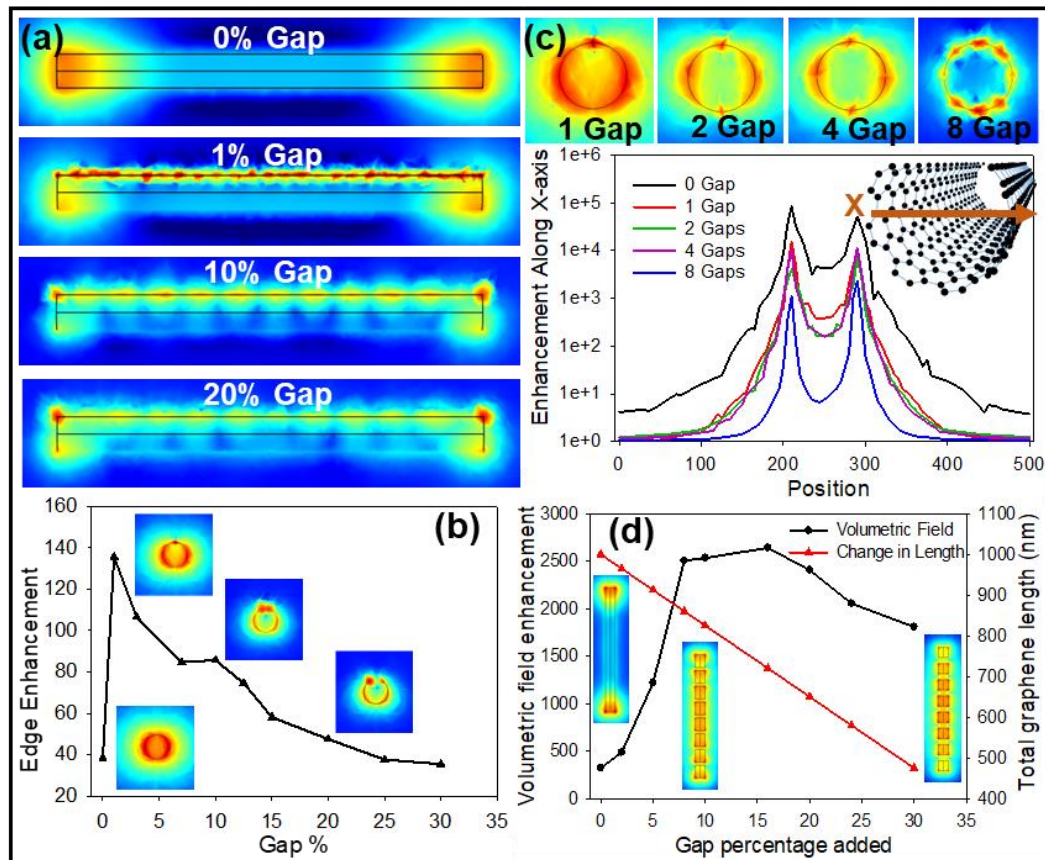 (a)
0% Gap
1% Gap
10% Gap
20% Gap
(c)
1 Gap
2 Gap
4 Gap
8 Gap
Enhancement Along X-axis
1e+6
1e+5
1e+4
1e+3
1e+2
1e+1
1e+0
0 Gap
1 Gap
2 Gaps
4 Gaps
8 Gaps
X
0 100 200 300 400 500
Position
(b)
Edge Enhancement
160
140
120
100
80
60
40
20
0 5 10 15 20 25 30 35
Gap %
(d)
Volumetric field enhancement
3000
2500
2000
1500
1000
500
0
Volumetric Field
Change in Length
1100
1000
900
800
700
600
500
400
Total graphene length (nm)
0 5 10 15 20 25 30 35
Gap percentage added